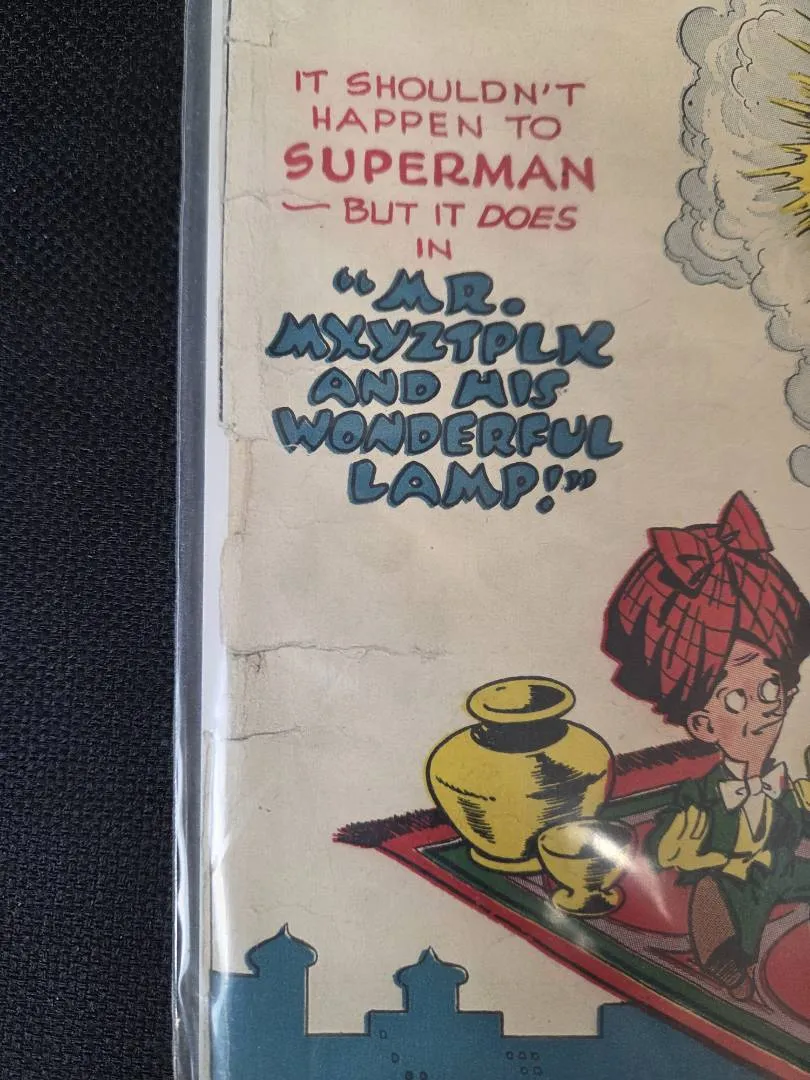 IT SHOULDN'T
HAPPEN TO
SUPERMAN
— BUT IT DOES
IN
"MR.
MXYZTPLK
AND HIS
WONDERFUL
LAMP!"